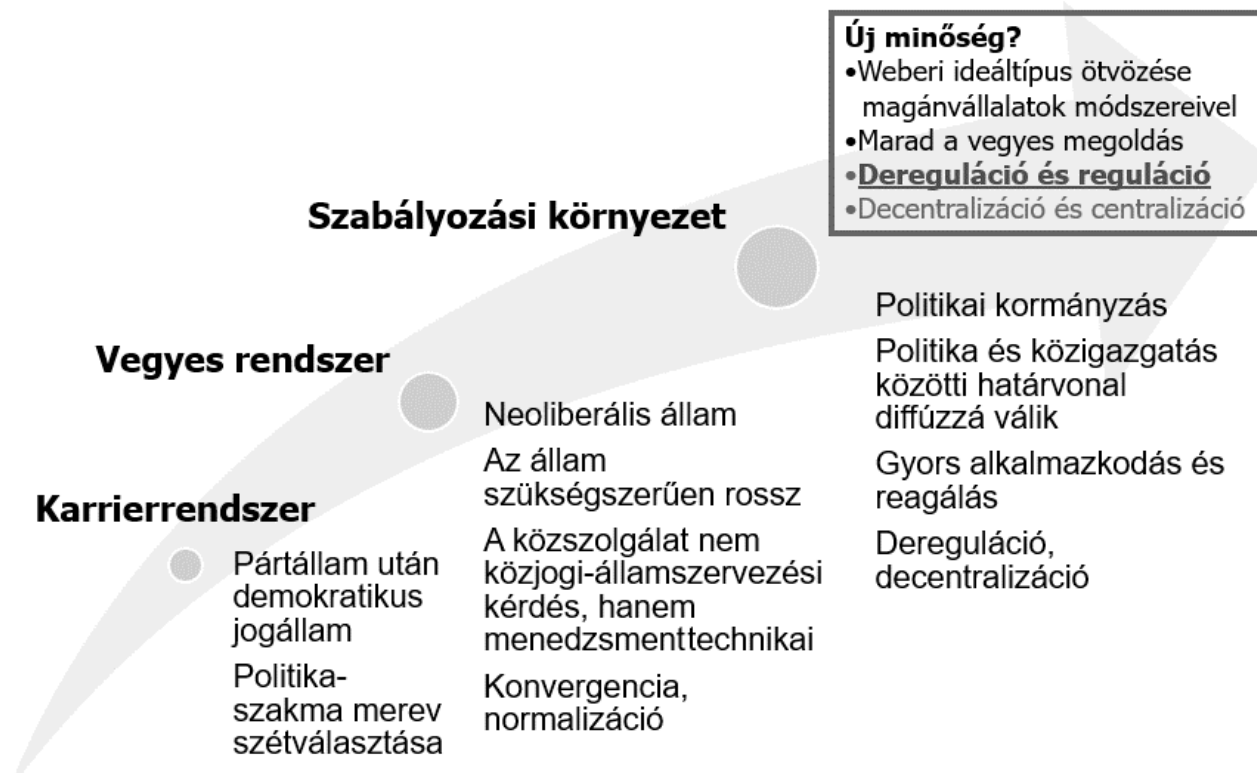 Új minőség?
•Weberi ideáltípus ötvözése
magánvállalatok módszereivel
•Marad a vegyes megoldás
•Dereguláció és reguláció
•Decentralizáció és centralizáció
Szabályozási környezet
Politikai kormányzás
Politika és közigazgatás
közötti határvonal
diffúzzá válik
Gyors alkalmazkodás és
reagálás
Dereguláció,
decentralizáció
Vegyes rendszer
Neoliberális állam
Az állam
szükségszerűen rossz
A közszolgálat nem
közjogi-államszervezési
kérdés, hanem
menedzsmenttechnikai
Konvergencia,
normalizáció
Karrierrendszer
Pártállam után
demokratikus
jogállam
Politika-
szakma merev
szétválasztása